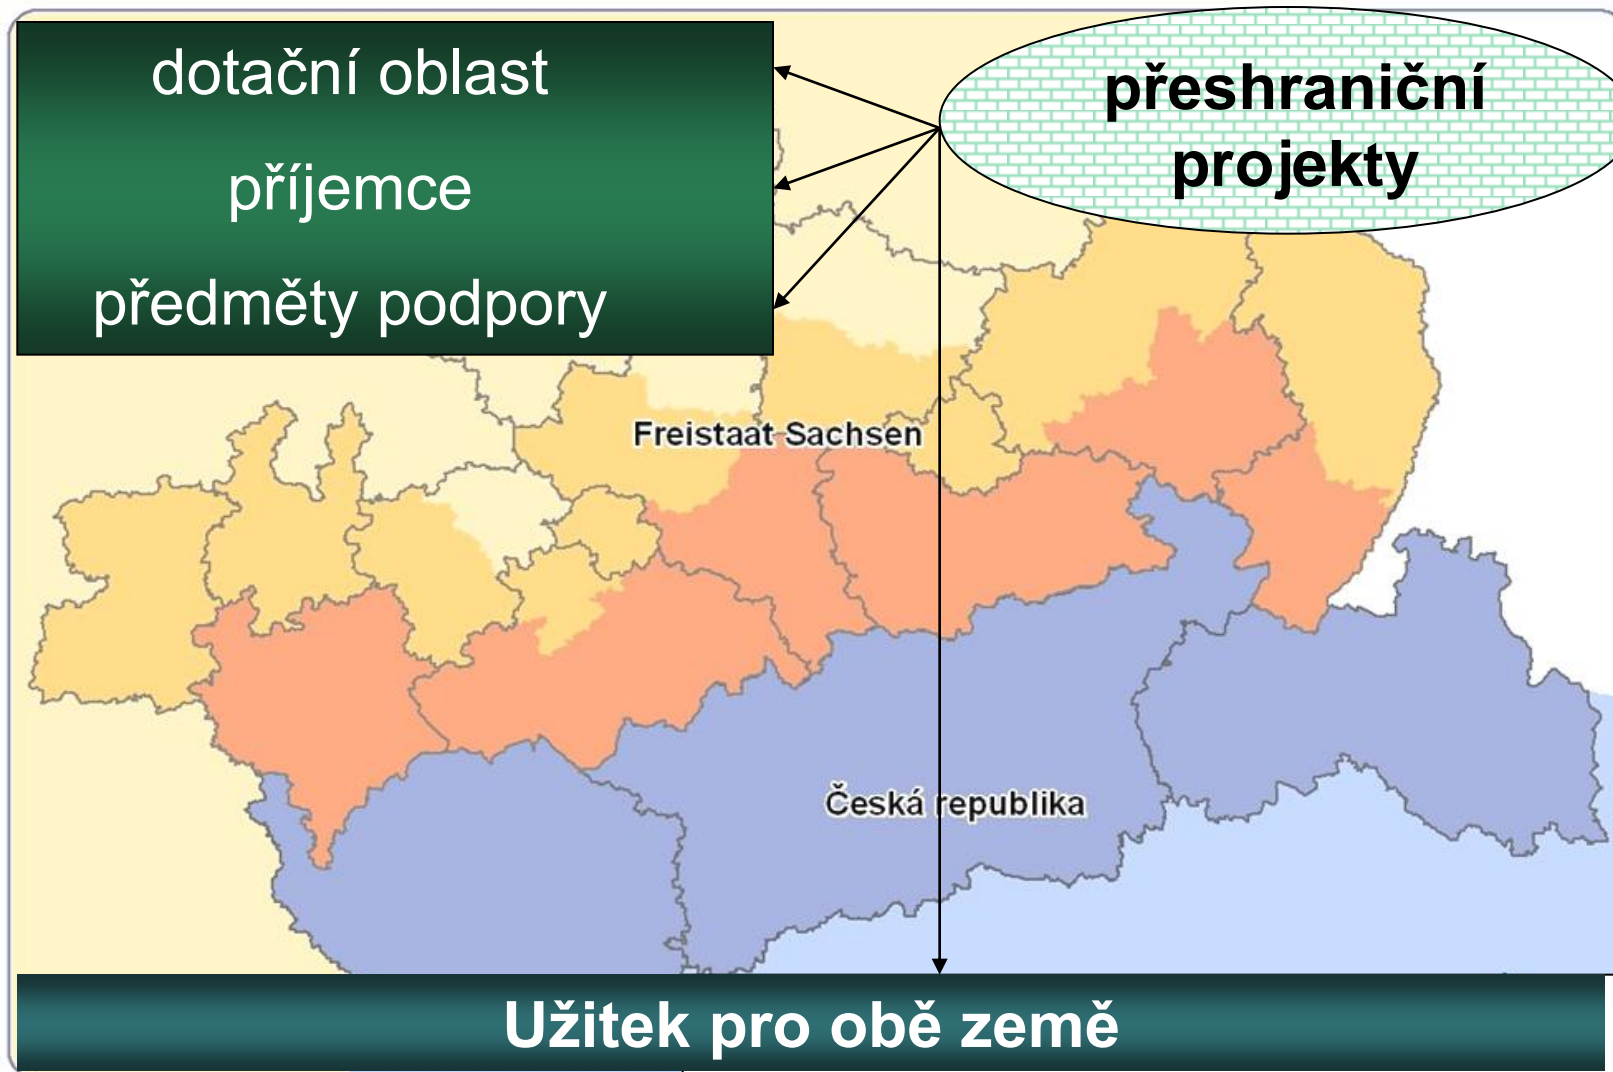 dotační oblast
příjemce
předměty podpory
přeshraniční
projekty
Freistaat Sachsen
Česká republika
Užitek pro obě země